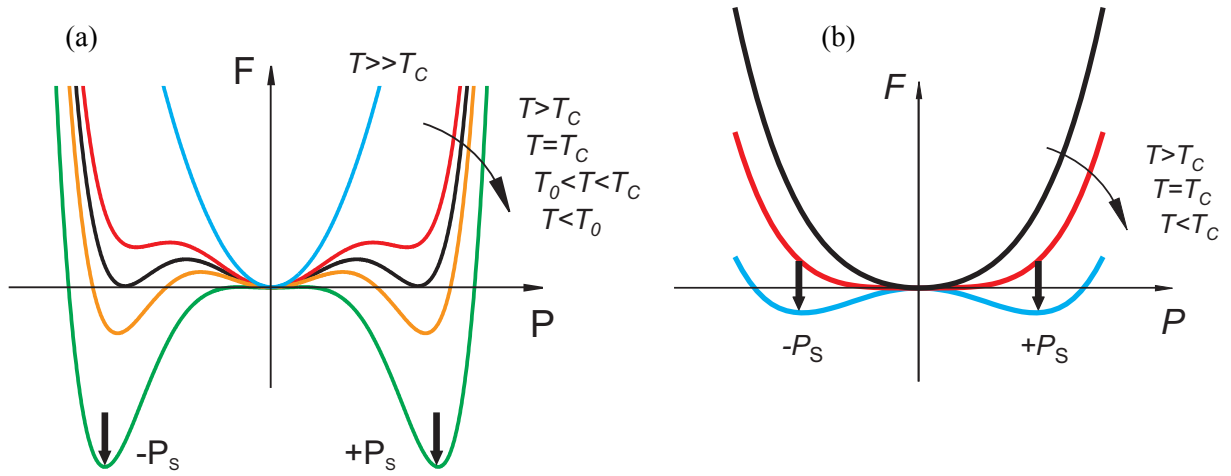 (a)
F
T>>T_C
T>T_C
T=T_C
T_0<T<T_C
T<T_0
P
-P_s
+P_s
(b)
F
T>T_C
T=T_C
T<T_C
P
-P_S
+P_S